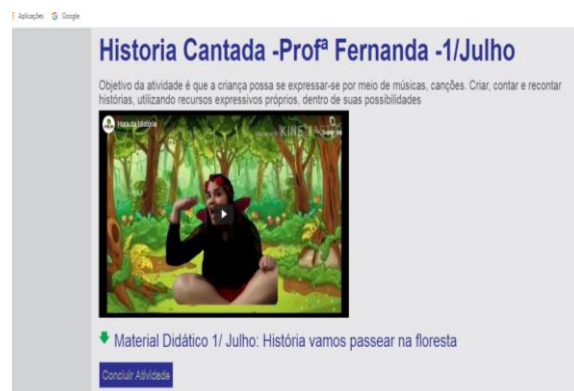 Aplicações Google
Historia Cantada -Profª Fernanda -1/Julho
Objetivo da atividade é que a criança possa se expressar-se por meio de músicas, canções. Criar, contar e recontar
histórias, utilizando recursos expressivos próprios, dentro de suas possibilidades
Hora da História
KINEMASTER
Material Didático 1/ Julho: História vamos passear na floresta
Concluir Atividade